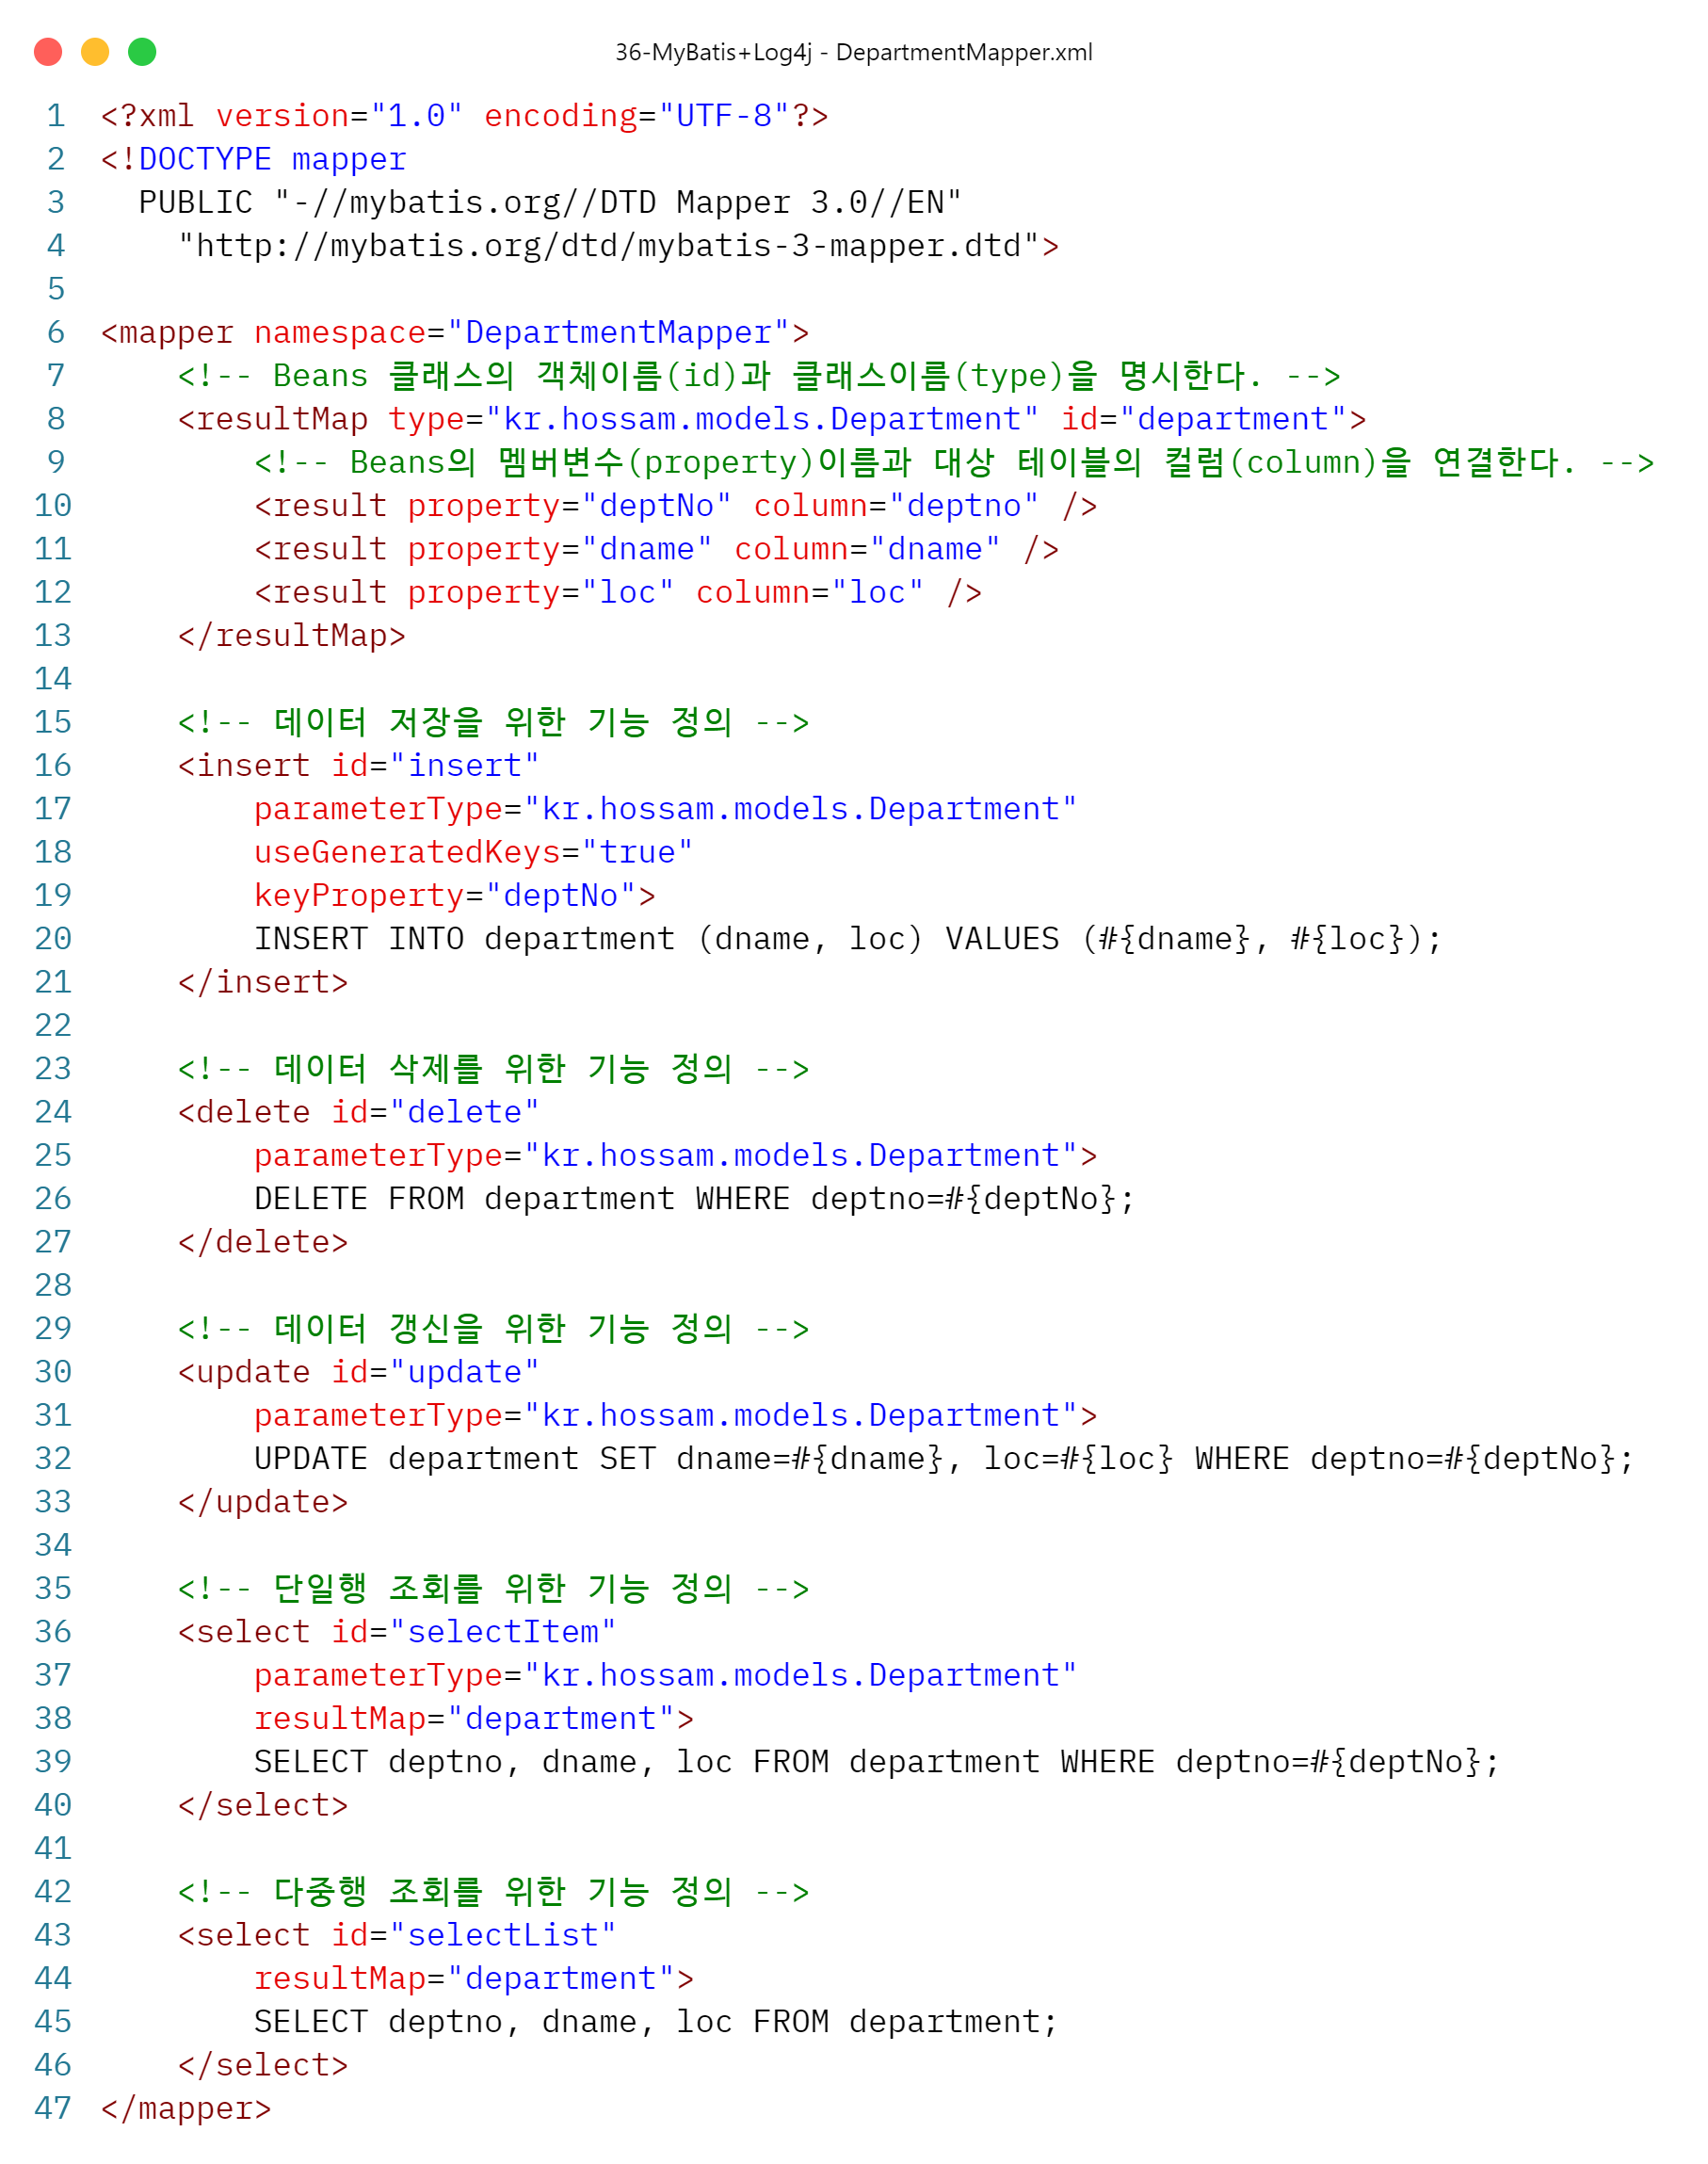 36-MyBatis+Log4j - DepartmentMapper.xml
1 <?xml version="1.0" encoding="UTF-8"?>
2 <!DOCTYPE mapper
3   PUBLIC "-//mybatis.org//DTD Mapper 3.0//EN"
4     "http://mybatis.org/dtd/mybatis-3-mapper.dtd">
5
6 <mapper namespace="DepartmentMapper">
7     <!-- Beans 클래스의 객체이름(id)과 클래스이름(type)을 명시한다. -->
8     <resultMap type="kr.hossam.models.Department" id="department">
9         <!-- Beans의 멤버변수(property)이름과 대상 테이블의 컬럼(column)을 연결한다. -->
10         <result property="deptNo" column="deptno" />
11         <result property="dname" column="dname" />
12         <result property="loc" column="loc" />
13     </resultMap>
14
15     <!-- 데이터 저장을 위한 기능 정의 -->
16     <insert id="insert"
17         parameterType="kr.hossam.models.Department"
18         useGeneratedKeys="true"
19         keyProperty="deptNo">
20         INSERT INTO department (dname, loc) VALUES (#{dname}, #{loc});
21     </insert>
22
23     <!-- 데이터 삭제를 위한 기능 정의 -->
24     <delete id="delete"
25         parameterType="kr.hossam.models.Department">
26         DELETE FROM department WHERE deptno=#{deptNo};
27     </delete>
28
29     <!-- 데이터 갱신을 위한 기능 정의 -->
30     <update id="update"
31         parameterType="kr.hossam.models.Department">
32         UPDATE department SET dname=#{dname}, loc=#{loc} WHERE deptno=#{deptNo};
33     </update>
34
35     <!-- 단일행 조회를 위한 기능 정의 -->
36     <select id="selectItem"
37         parameterType="kr.hossam.models.Department"
38         resultMap="department">
39         SELECT deptno, dname, loc FROM department WHERE deptno=#{deptNo};
40     </select>
41
42     <!-- 다중행 조회를 위한 기능 정의 -->
43     <select id="selectList"
44         resultMap="department">
45         SELECT deptno, dname, loc FROM department;
46     </select>
47 </mapper>